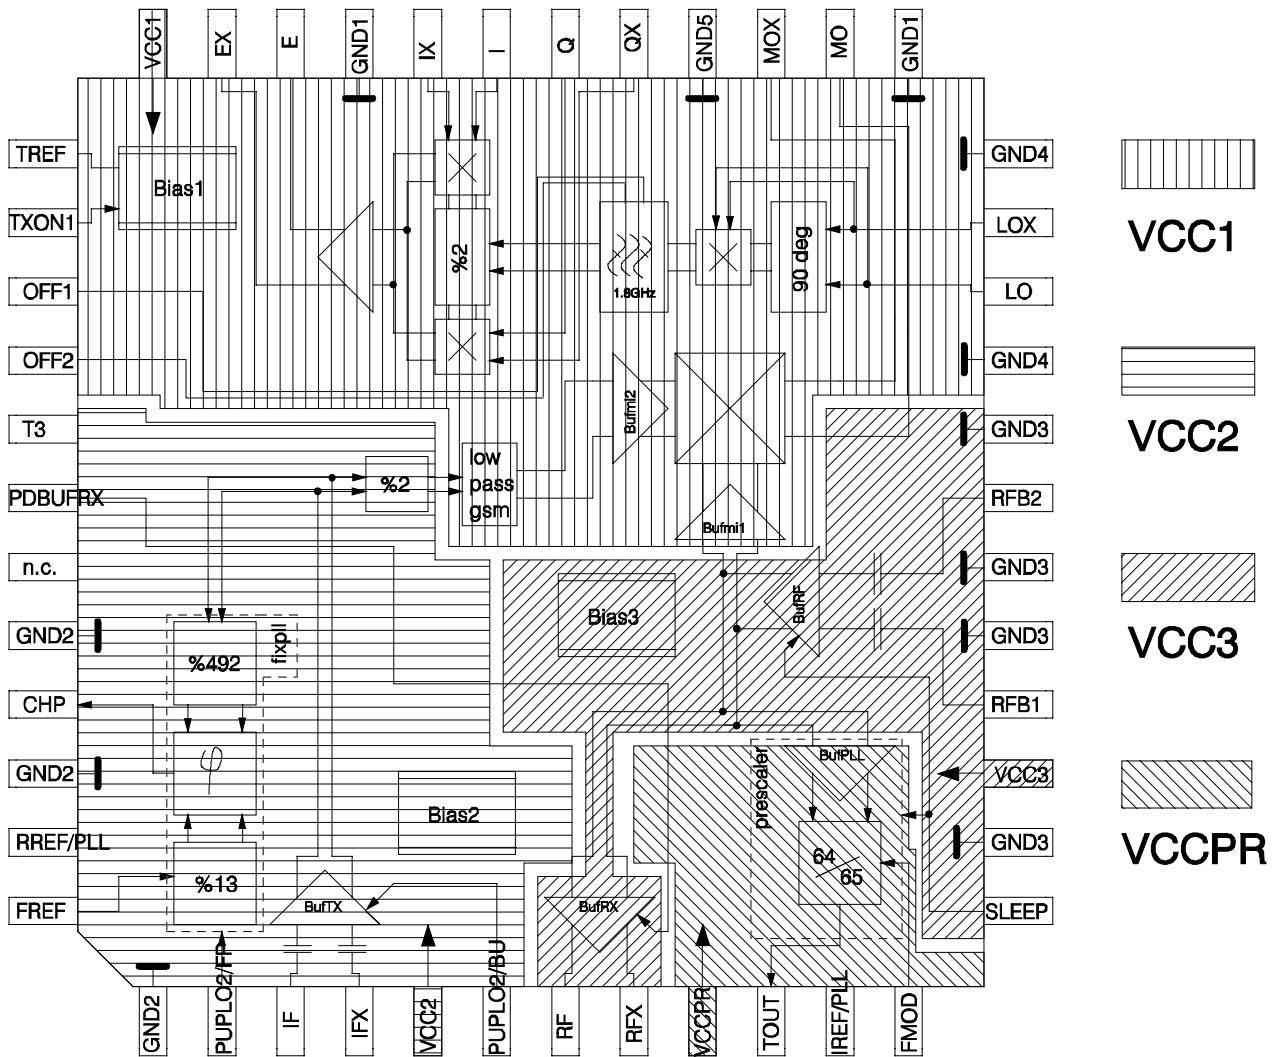 VCC1
EX
E
GND1
IX
I
Q
QX
GND5
MOX
MO
GND1
TREF
TXON1
OFF1
OFF2
T3
PDBUFRX
n.c.
GND2
CHP
GND2
RREF/PLL
FREF
Bias1
%2
1.8GHz
90 deg
Bufmi2
low
pass
gsm
%2
Bufmi1
Bias3
BufRF
fixpll
%492
φ
%13
Bias2
BufTX
BufRX
prescaler
BufPLL
64
65
GND4
LOX
LO
GND4
GND3
RFB2
GND3
GND3
RFB1
VCC3
GND3
SLEEP
GND2
PUPLO2/FP
IF
IFX
VCC2
PUPLO2/BU
RF
RFX
VCCPR
TOUT
IREF/PLL
FMOD
VCC1
VCC2
VCC3
VCCPR